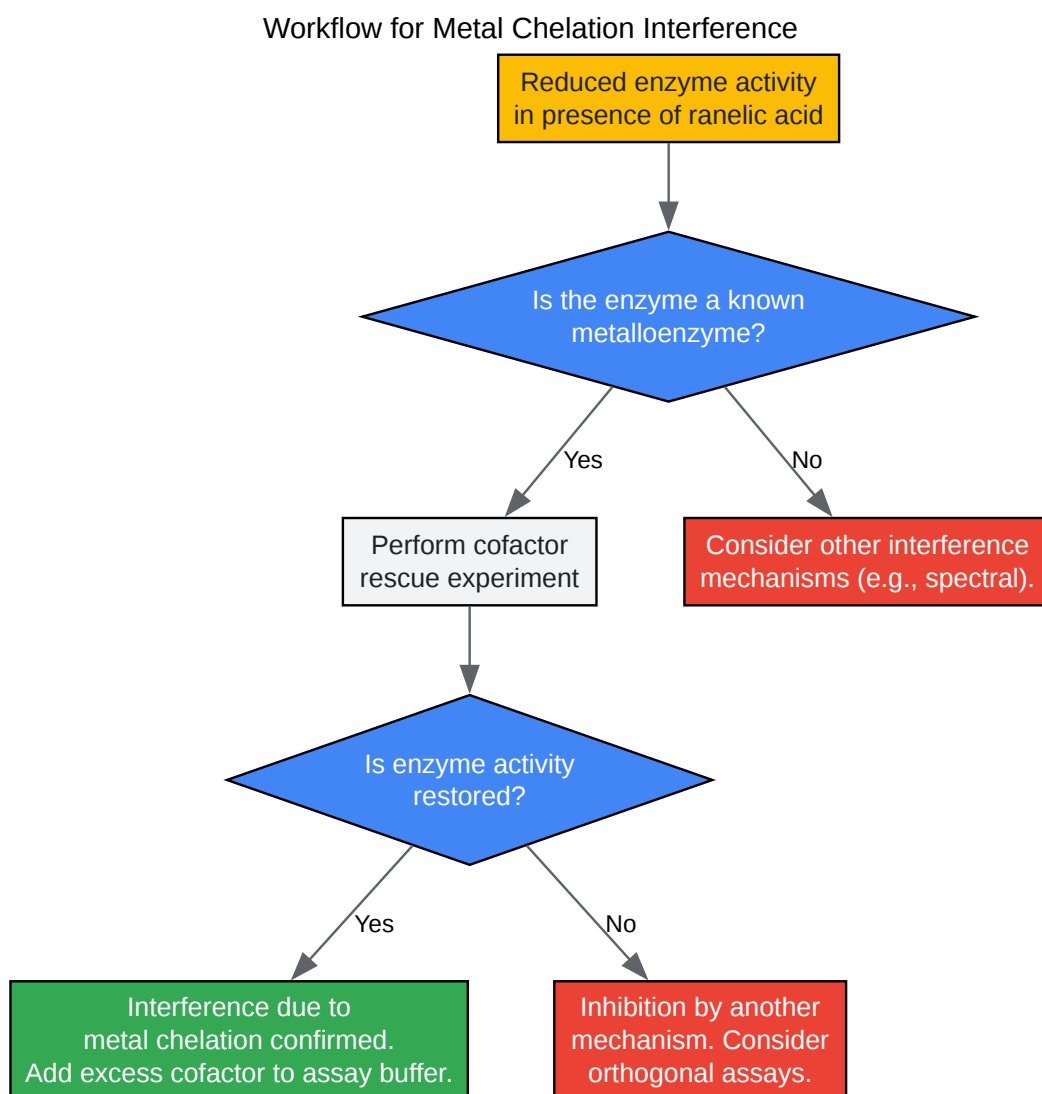 Workflow for Metal Chelation Interference
Reduced enzyme activity
in presence of ranelic acid
Is the enzyme a known
metalloenzyme?
Yes
No
Perform cofactor
rescue experiment
Consider other interference
mechanisms (e.g., spectral).
Is enzyme activity
restored?
Yes
No
Interference due to
metal chelation confirmed.
Add excess cofactor to assay buffer.
Inhibition by another
mechanism. Consider
orthogonal assays.